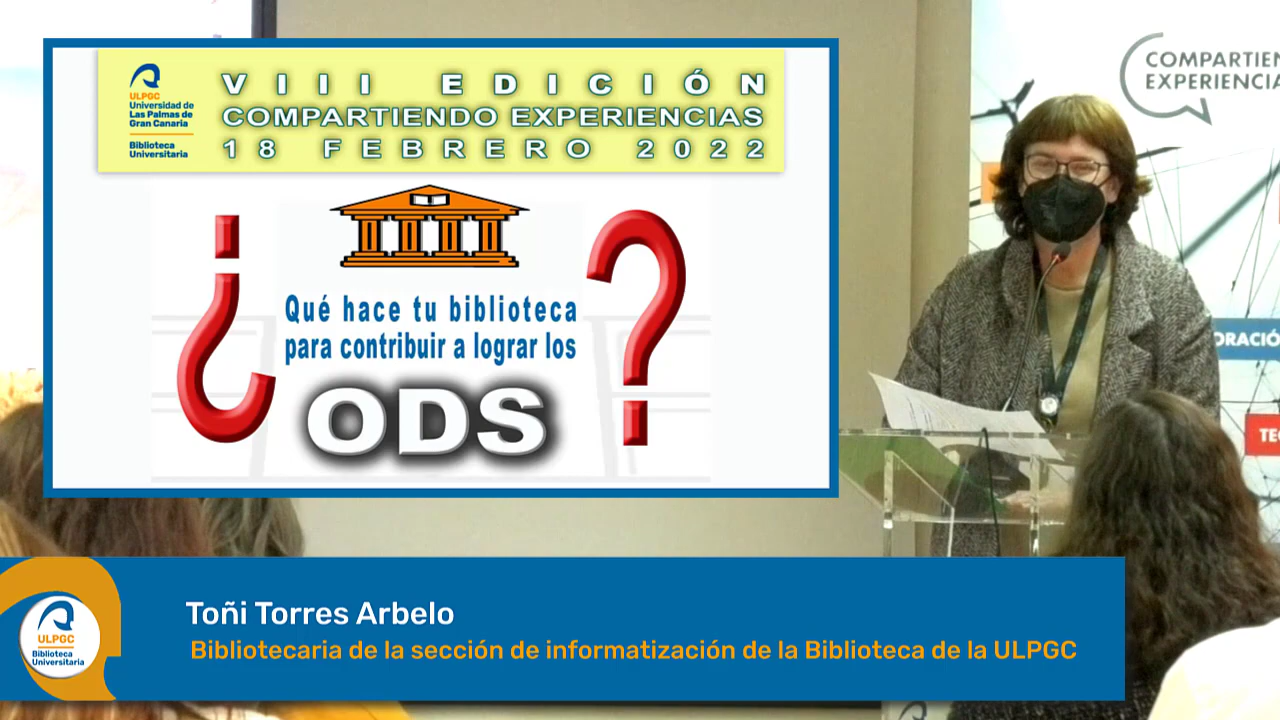 ULPGC
Universidad de
Las Palmas de
Gran Canaria
Biblioteca
Universitaria
VIII EDICIÓN
COMPARTIENDO EXPERIENCIAS
18 FEBRERO 2022
¿
Qué hace tu biblioteca
para contribuir a lograr los
ODS
?
COMPARTIEN
EXPERIENCIA
ORACIÓ
TEC
ULPGC
Biblioteca
Universitaria
Toñi Torres Arbelo
Bibliotecaria de la sección de informatización de la Biblioteca de la ULPGC